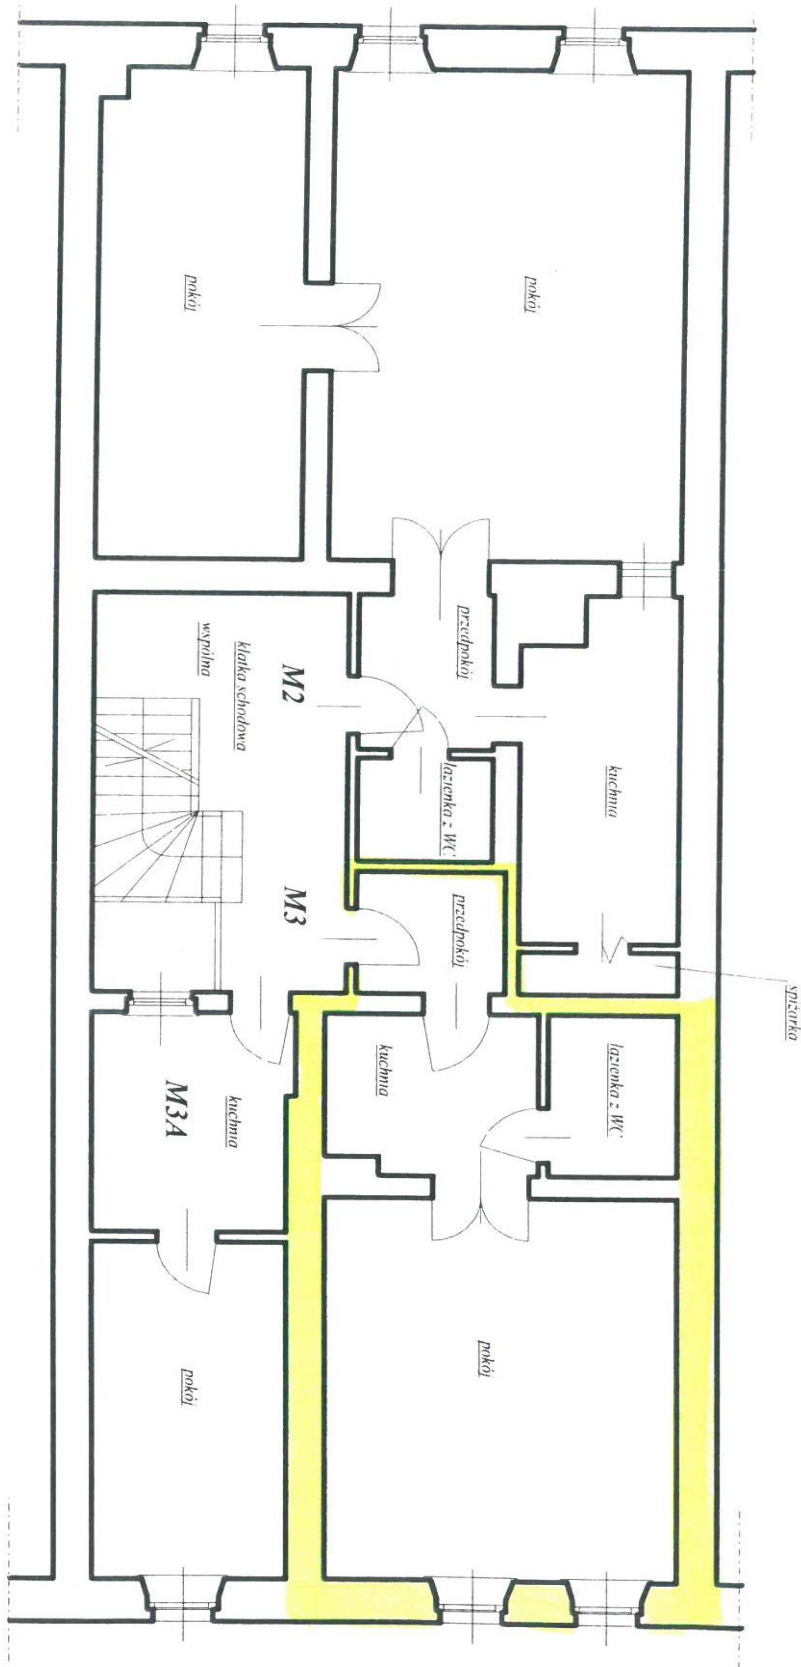 pokój
pokój
przedpokój
kuchnia
łazienka z WC
M2
klatka schodowa
wspólna
M3
przedpokój
spiżarka
łazienka z WC
kuchnia
M3A
kuchnia
pokój
pokój